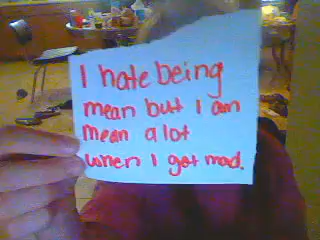 I hate being
mean but I am
mean a lot
when I get mad.